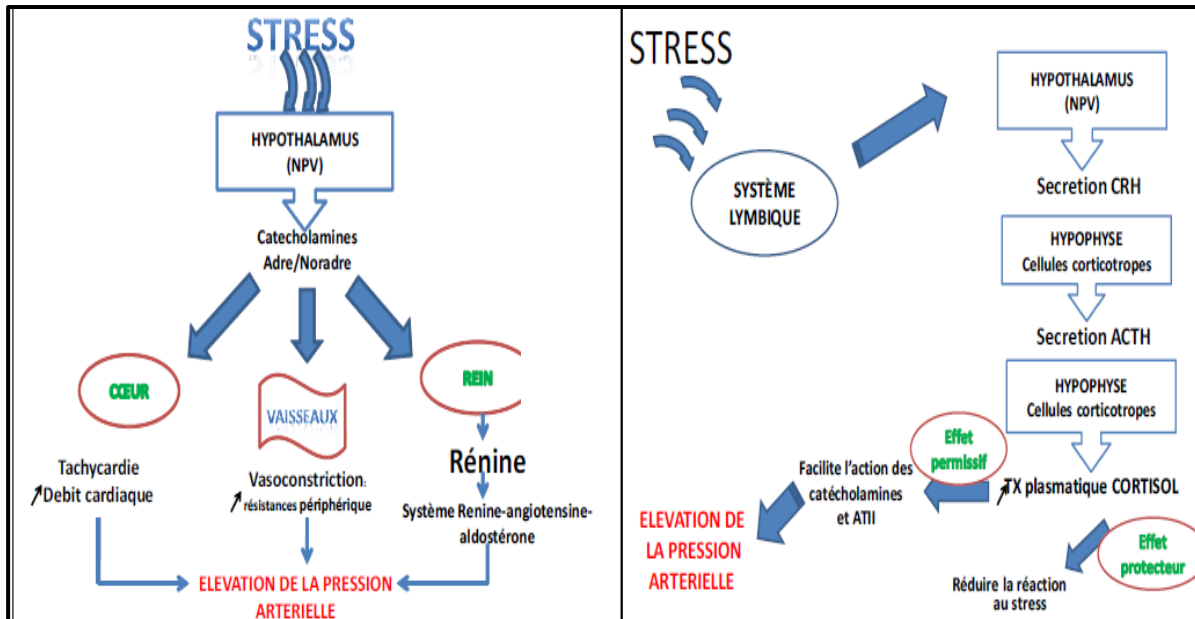 STRESS
HYPOTHALAMUS
(NPV)
Catecholamines
Adre/Noradre
CŒUR
VAISSEAUX
REIN
Tachycardie
Debit cardiaque
Vasoconstriction:
résistances périphérique
Rénine
Système Renine-angiotensine-
aldostérone
ELEVATION DE LA PRESSION
ARTERIELLE
STRESS
SYSTÈME
LYMBIQUE
HYPOTHALAMUS
(NPV)
Secretion CRH
HYPOPHYSE
Cellules corticotropes
Secretion ACTH
HYPOPHYSE
Cellules corticotropes
TX plasmatique CORTISOL
Effet
permissif
Facilite l'action des
catécholamines
et ATII
ELEVATION DE
LA PRESSION
ARTERIELLE
Effet
protecteur
Réduire la réaction
au stress